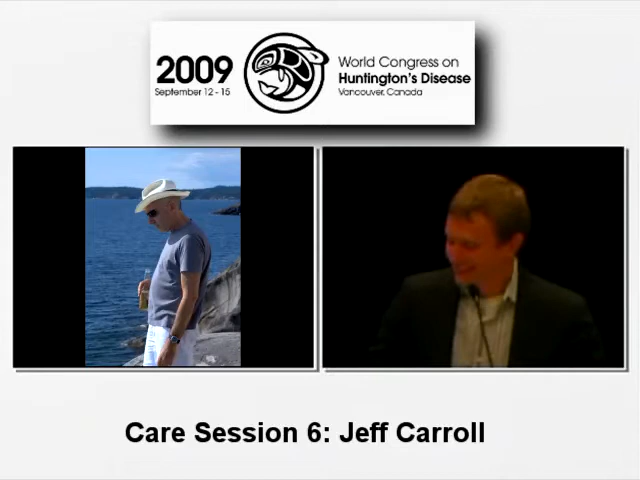 2009
September 12 - 15
World Congress on
Huntington's Disease
Vancouver, Canada
Care Session 6: Jeff Carroll